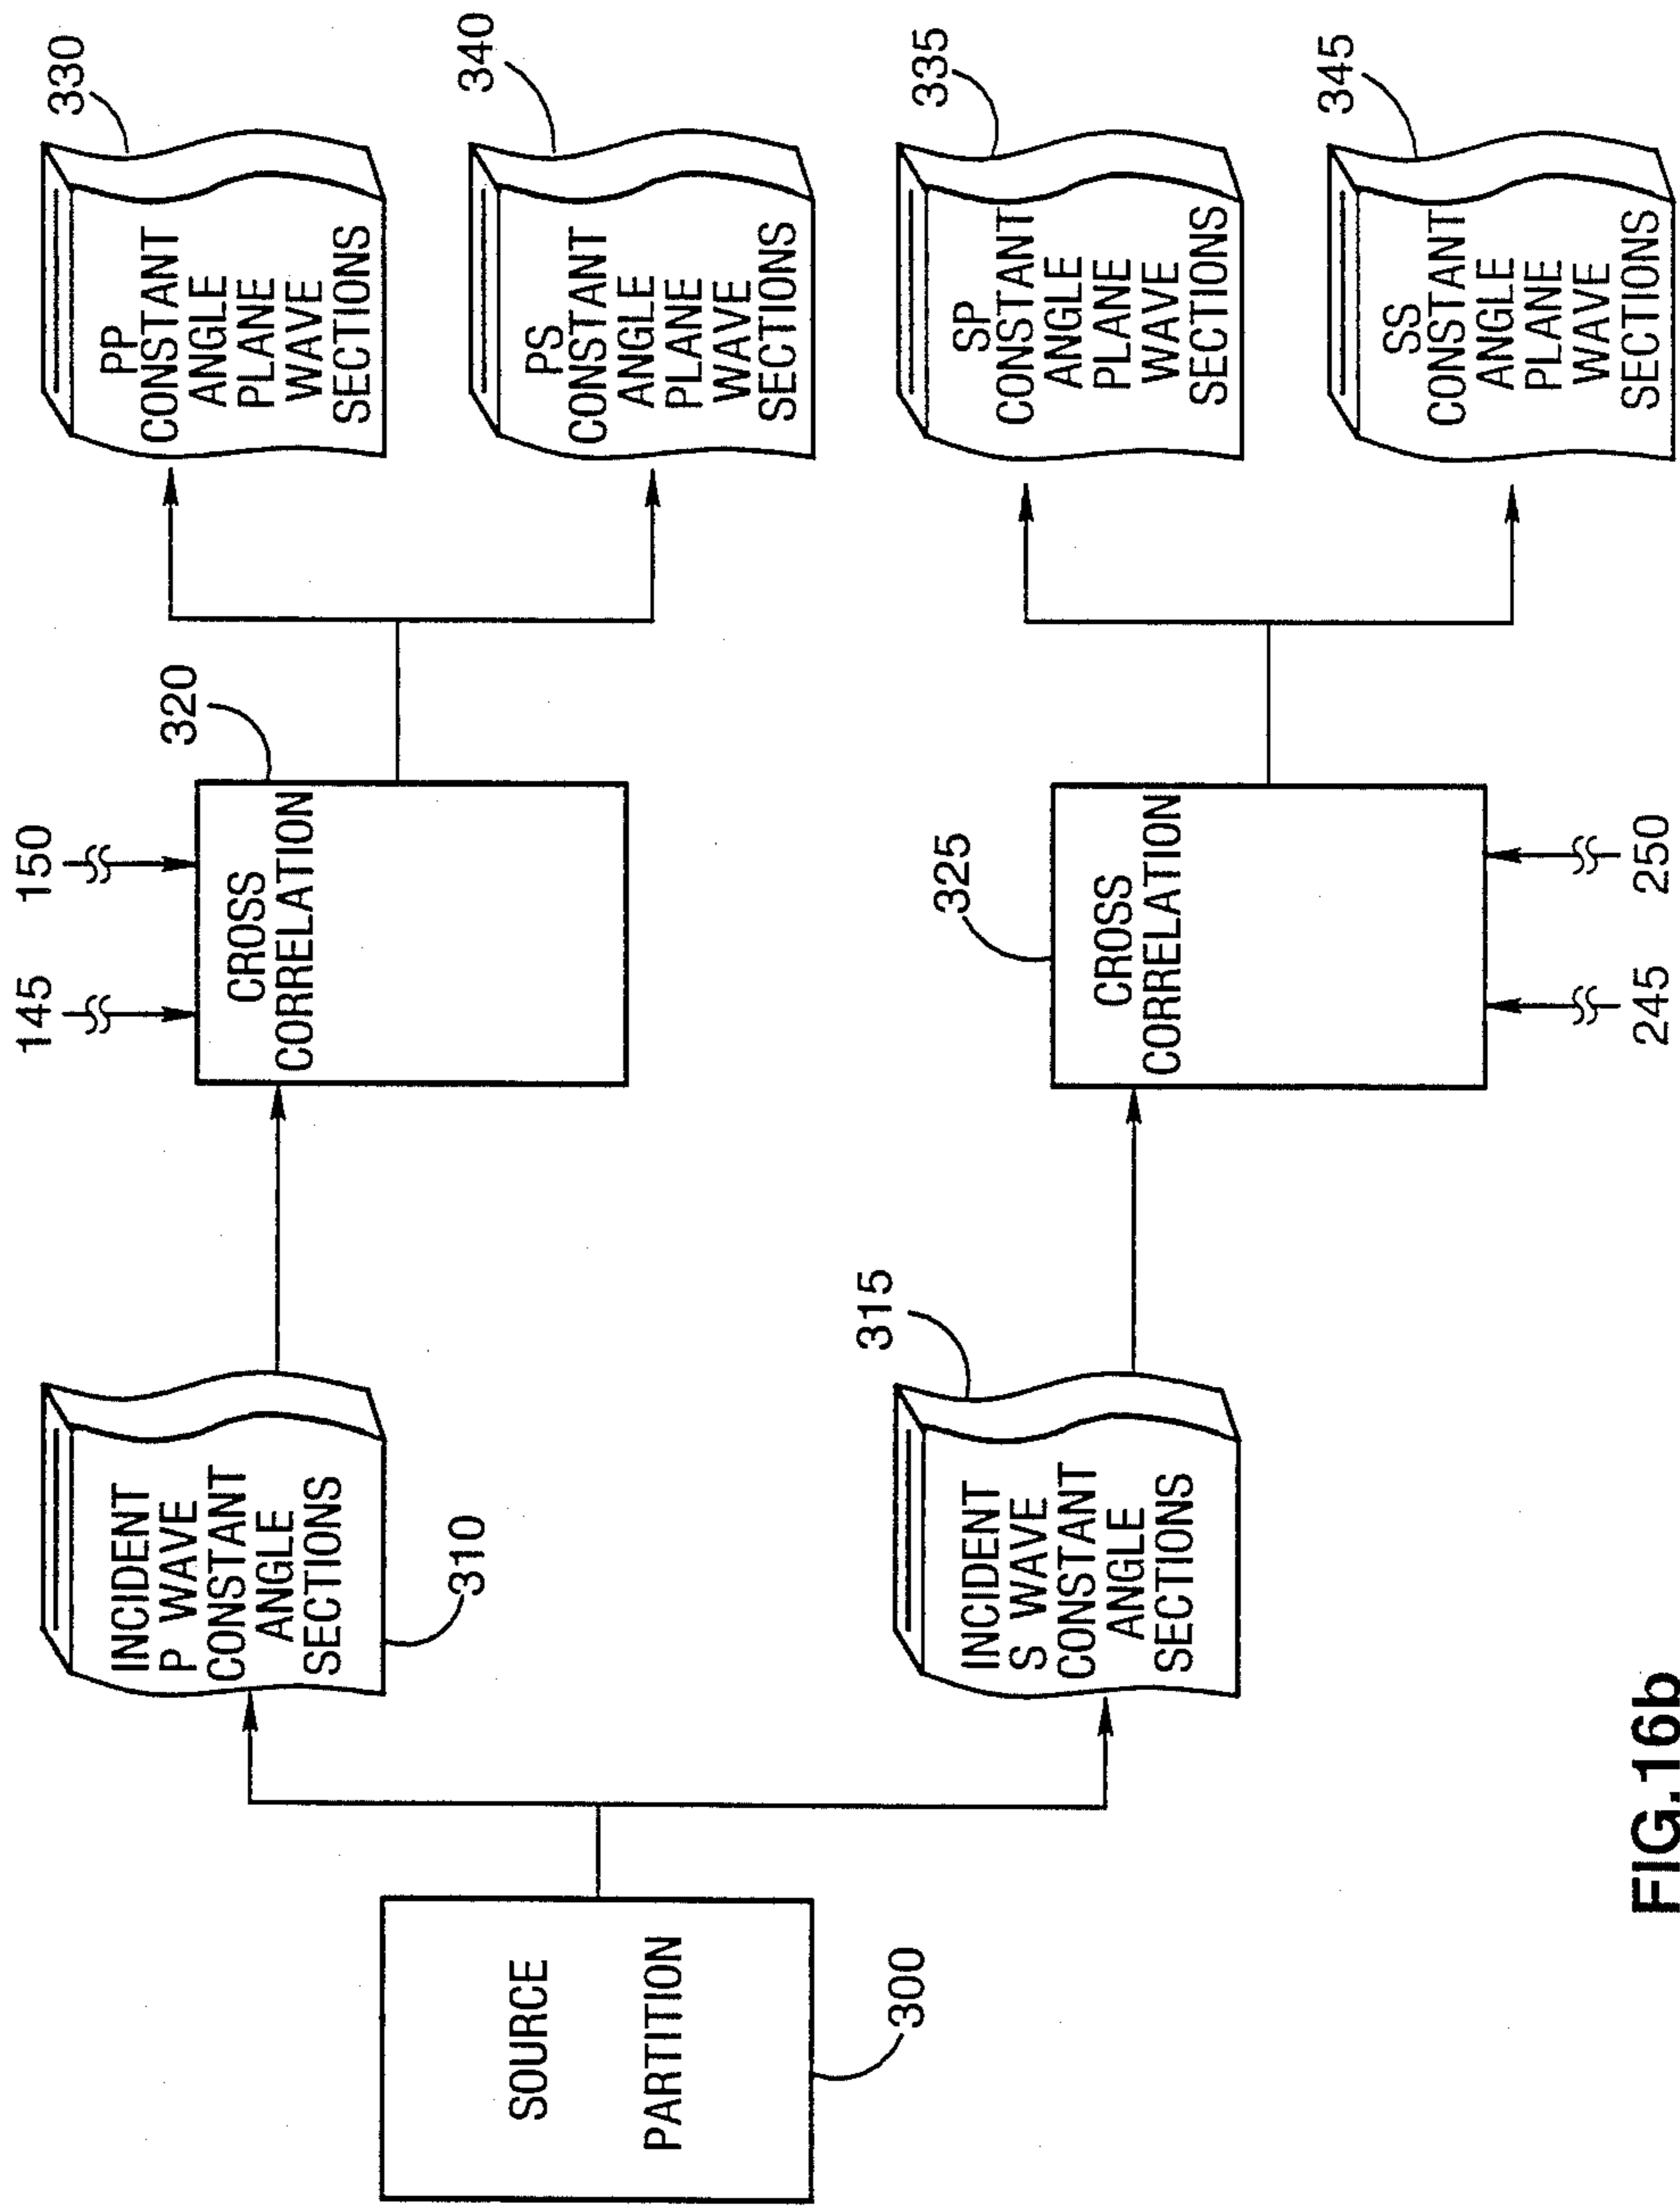 SOURCE
PARTITION
300
INCIDENT
P WAVE
CONSTANT
ANGLE
SECTIONS
310
INCIDENT
S WAVE
CONSTANT
ANGLE
SECTIONS
315
145
150
CROSS
CORRELATION
320
CROSS
CORRELATION
325
245
250
PP
CONSTANT
ANGLE
PLANE
WAVE
SECTIONS
330
PS
CONSTANT
ANGLE
PLANE
WAVE
SECTIONS
340
SP
CONSTANT
ANGLE
PLANE
WAVE
SECTIONS
335
SS
CONSTANT
ANGLE
PLANE
WAVE
SECTIONS
345
FIG.16b